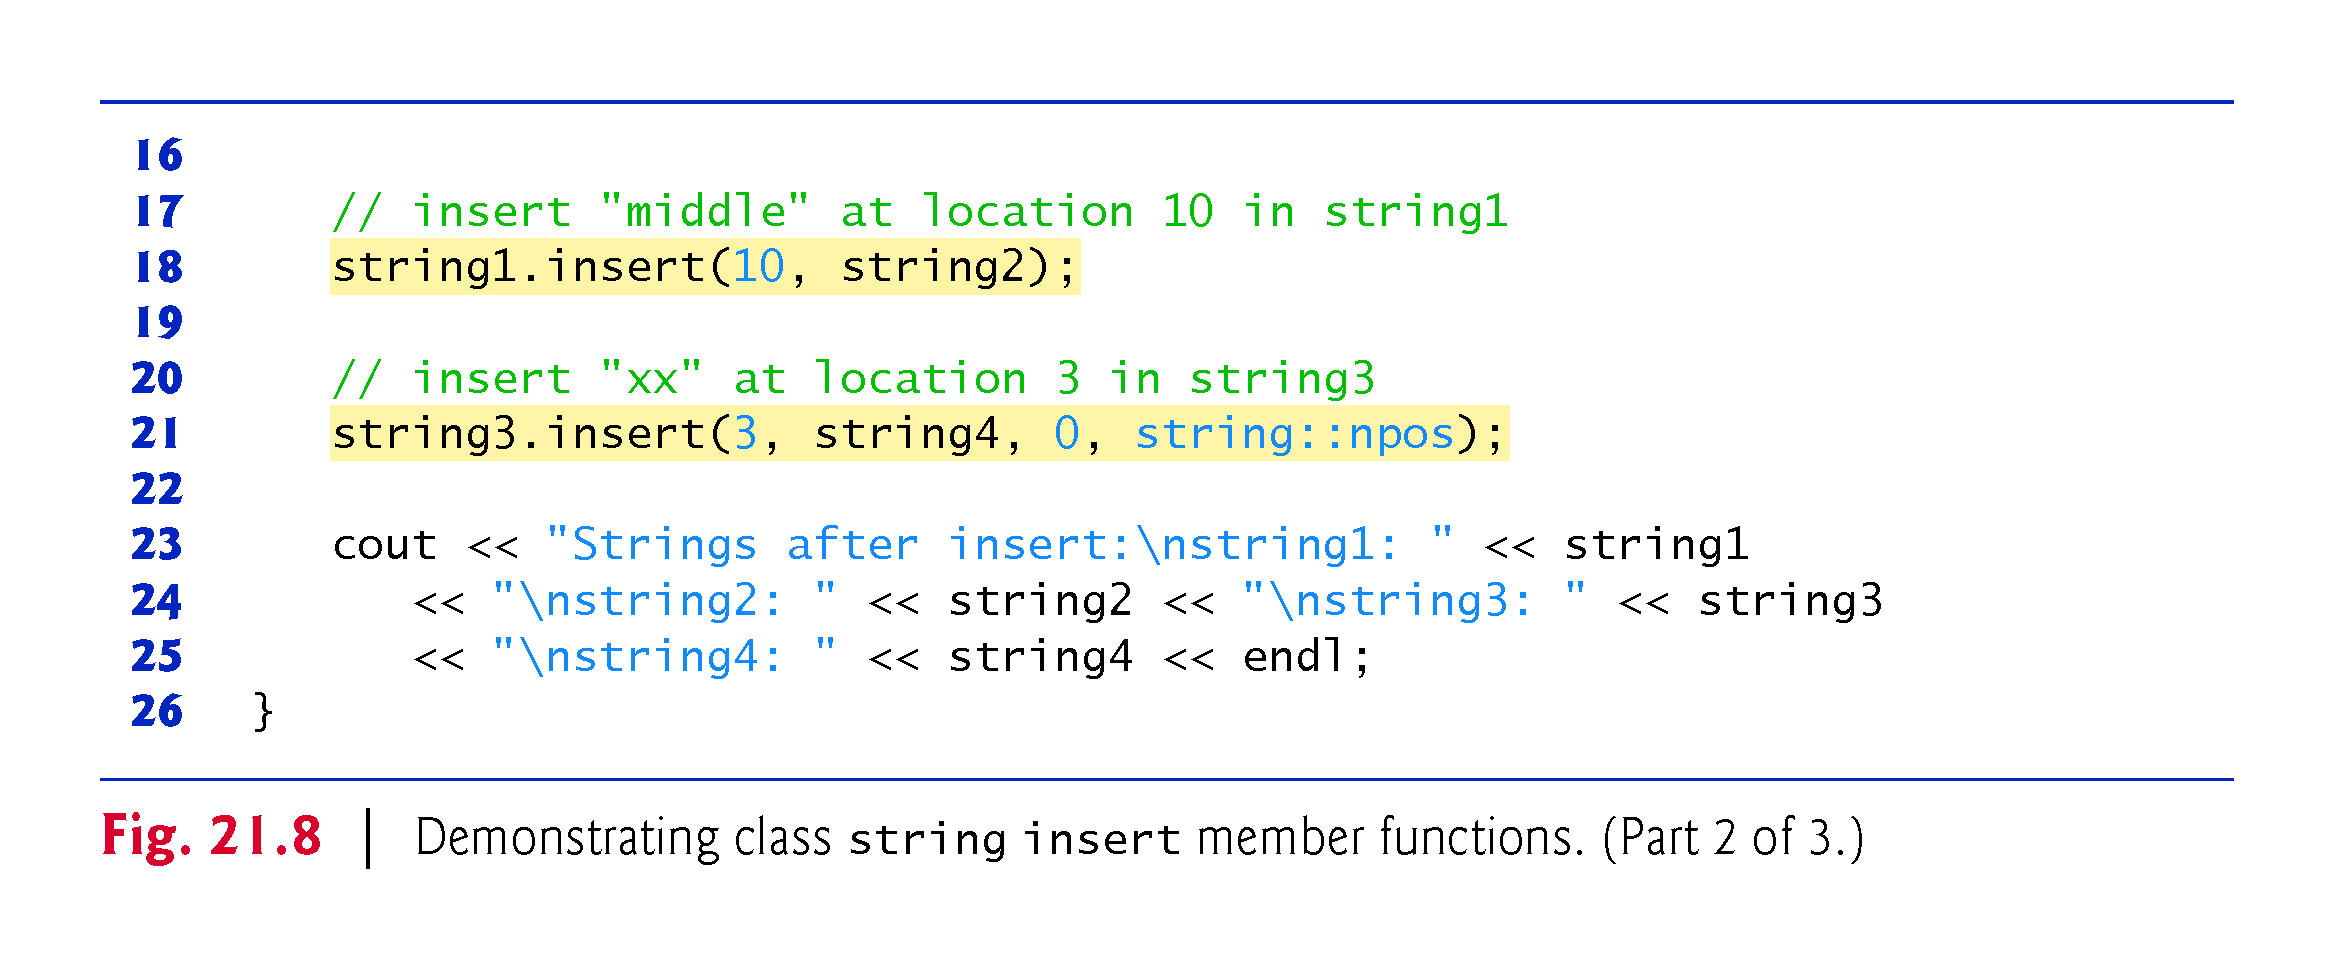 16
17 // insert "middle" at location 10 in string1
18 string1.insert(10, string2);
19
20 // insert "xx" at location 3 in string3
21 string3.insert(3, string4, 0, string::npos);
22
23 cout << "Strings after insert:\nstring1: " << string1
24 << "\nstring2: " << string2 << "\nstring3: " << string3
25 << "\nstring4: " << string4 << endl;
26 }
Fig. 21.8 | Demonstrating class string insert member functions. (Part 2 of 3.)